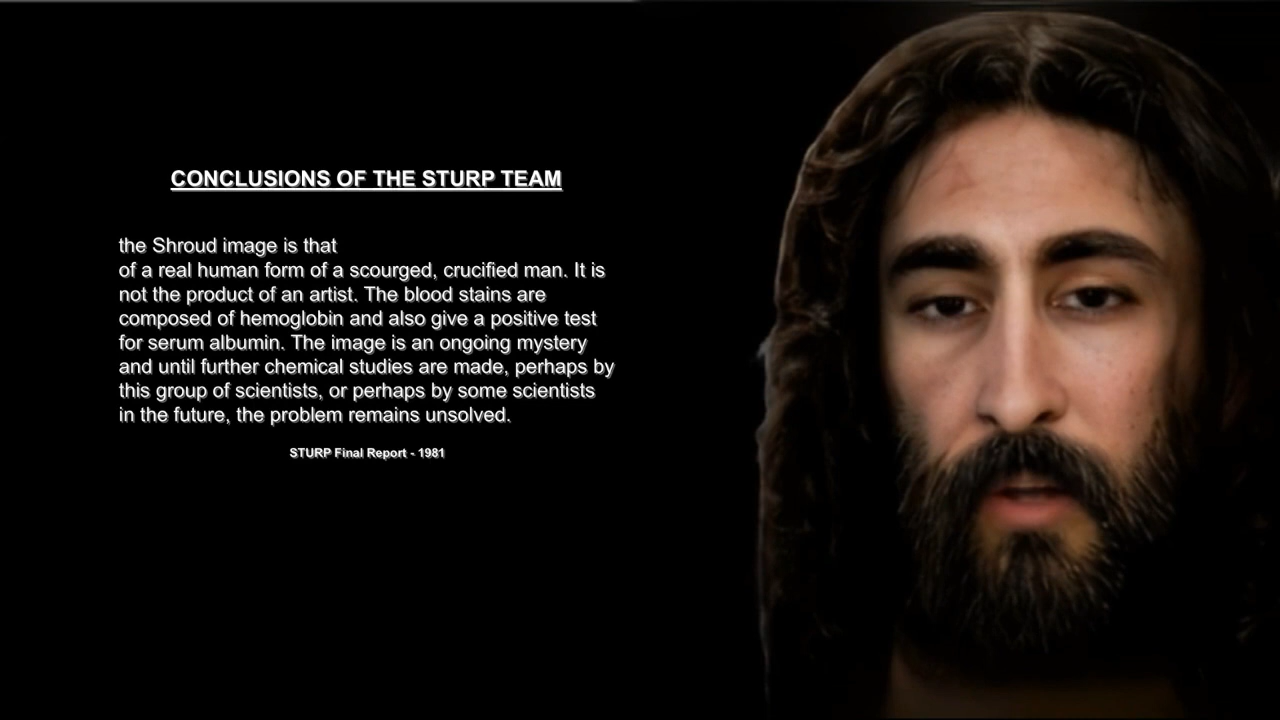 CONCLUSIONS OF THE STURP TEAM
the Shroud image is that
of a real human form of a scourged, crucified man. It is
not the product of an artist. The blood stains are
composed of hemoglobin and also give a positive test
for serum albumin. The image is an ongoing mystery
and until further chemical studies are made, perhaps by
this group of scientists, or perhaps by some scientists
in the future, the problem remains unsolved.
STURP Final Report - 1981